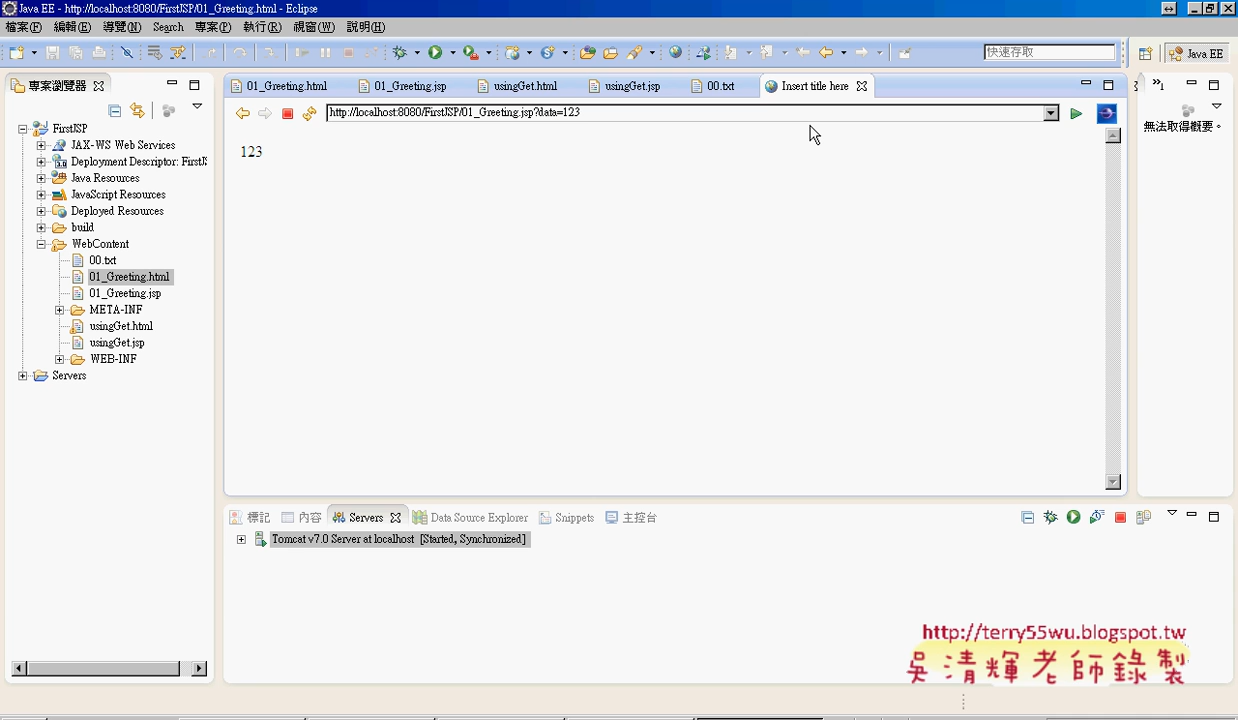 Java EE - http://localhost:8080/FirstJSP/01_Greeting.html - Eclipse
檔案(F) 編輯(E) 導覽(N) Search 專案(P) 執行(R) 視窗(W) 說明(H)
快速存取
Java EE
專案瀏覽器
01_Greeting.html
01_Greeting.jsp
usingGet.html
usingGet.jsp
00.txt
Insert title here
»1
http://localhost:8080/FirstJSP/01_Greeting.jsp?data=123
無法取得概要。
123
FirstJSP
JAX-WS Web Services
Deployment Descriptor: FirstJS
Java Resources
JavaScript Resources
Deployed Resources
build
WebContent
00.txt
01_Greeting.html
01_Greeting.jsp
META-INF
usingGet.html
usingGet.jsp
WEB-INF
Servers
標記 內容 Servers Data Source Explorer Snippets 主控台
Tomcat v7.0 Server at localhost [Started, Synchronized]
http://terry55wu.blogspot.tw
吳清輝老師錄製